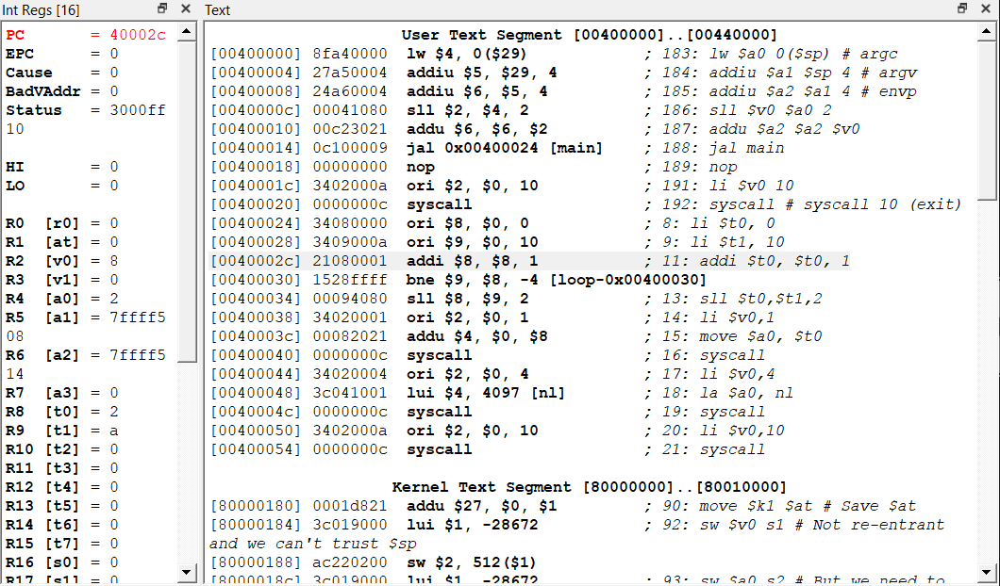 Int Regs [16]
PC = 40002c
EPC = 0
Cause = 0
BadVAddr = 0
Status = 3000ff
10
HI = 0
LO = 0
R0 [r0] = 0
R1 [at] = 0
R2 [v0] = 8
R3 [v1] = 0
R4 [a0] = 2
R5 [a1] = 7ffff5
08
R6 [a2] = 7ffff5
14
R7 [a3] = 0
R8 [t0] = 2
R9 [t1] = a
R10 [t2] = 0
R11 [t3] = 0
R12 [t4] = 0
R13 [t5] = 0
R14 [t6] = 0
R15 [t7] = 0
R16 [s0] = 0
R17 [s1] = 0
Text
User Text Segment [00400000]..[00440000]
[00400000] 8fa40000 lw $4, 0($29) ; 183: lw $a0 0($sp) # argc
[00400004] 27a50004 addiu $5, $29, 4 ; 184: addiu $a1 $sp 4 # argv
[00400008] 24a60004 addiu $6, $5, 4 ; 185: addiu $a2 $a1 4 # envp
[0040000c] 00041080 sll $2, $4, 2 ; 186: sll $v0 $a0 2
[00400010] 00c23021 addu $6, $6, $2 ; 187: addu $a2 $a2 $v0
[00400014] 0c100009 jal 0x00400024 [main] ; 188: jal main
[00400018] 00000000 nop ; 189: nop
[0040001c] 3402000a ori $2, $0, 10 ; 191: li $v0 10
[00400020] 0000000c syscall ; 192: syscall # syscall 10 (exit)
[00400024] 34080000 ori $8, $0, 0 ; 8: li $t0, 0
[00400028] 3409000a ori $9, $0, 10 ; 9: li $t1, 10
[0040002c] 21080001 addi $8, $8, 1 ; 11: addi $t0, $t0, 1
[00400030] 1528ffff bne $9, $8, -4 [loop-0x00400030]
[00400034] 00094080 sll $8, $9, 2 ; 13: sll $t0,$t1,2
[00400038] 34020001 ori $2, $0, 1 ; 14: li $v0,1
[0040003c] 00082021 addu $4, $0, $8 ; 15: move $a0, $t0
[00400040] 0000000c syscall ; 16: syscall
[00400044] 34020004 ori $2, $0, 4 ; 17: li $v0,4
[00400048] 3c041001 lui $4, 4097 [nl] ; 18: la $a0, nl
[0040004c] 0000000c syscall ; 19: syscall
[00400050] 3402000a ori $2, $0, 10 ; 20: li $v0,10
[00400054] 0000000c syscall ; 21: syscall
Kernel Text Segment [80000000]..[80010000]
[80000180] 0001d821 addu $27, $0, $1 ; 90: move $k1 $at # Save $at
[80000184] 3c019000 lui $1, -28672 ; 92: sw $v0 s1 # Not re-entrant
and we can't trust $sp
[80000188] ac220200 sw $2, 512($1)
[8000018c] 3c019000 lui $1, -28672 ; 93: sw $a0 s2 # But we need to